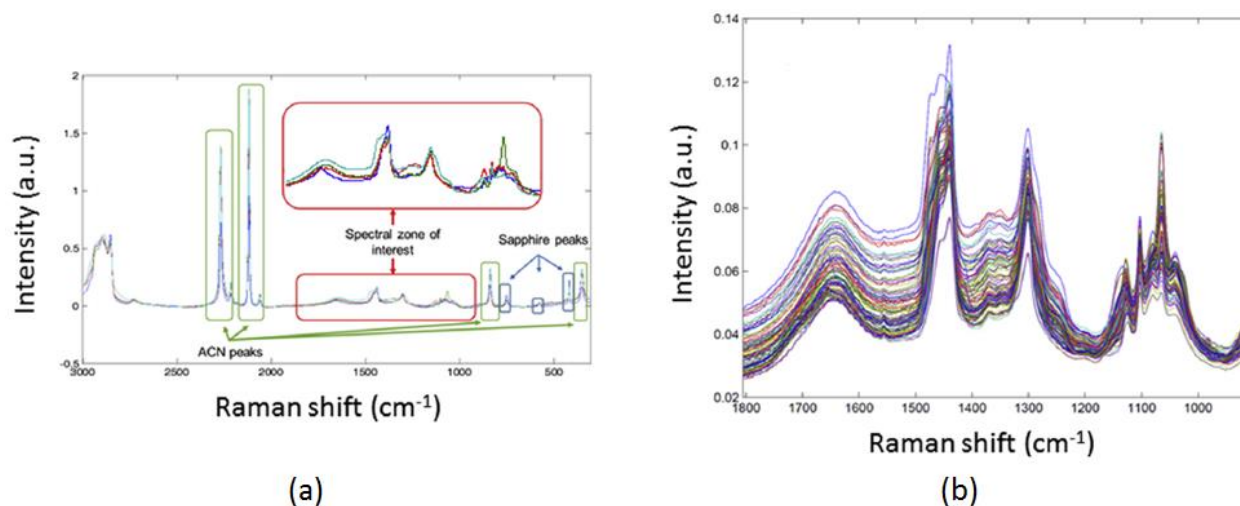 2
1.5
1
0.5
0
-0.5
3000
2500
2000
1500
1000
500
Intensity (a.u.)
Raman shift (cm-1)
Spectral zone of
interest
Sapphire peaks
ACN peaks
(a)
0.14
0.12
0.1
0.08
0.06
0.04
0.02
1800
1700
1600
1500
1400
1300
1200
1100
1000
Intensity (a.u.)
Raman shift (cm-1)
(b)